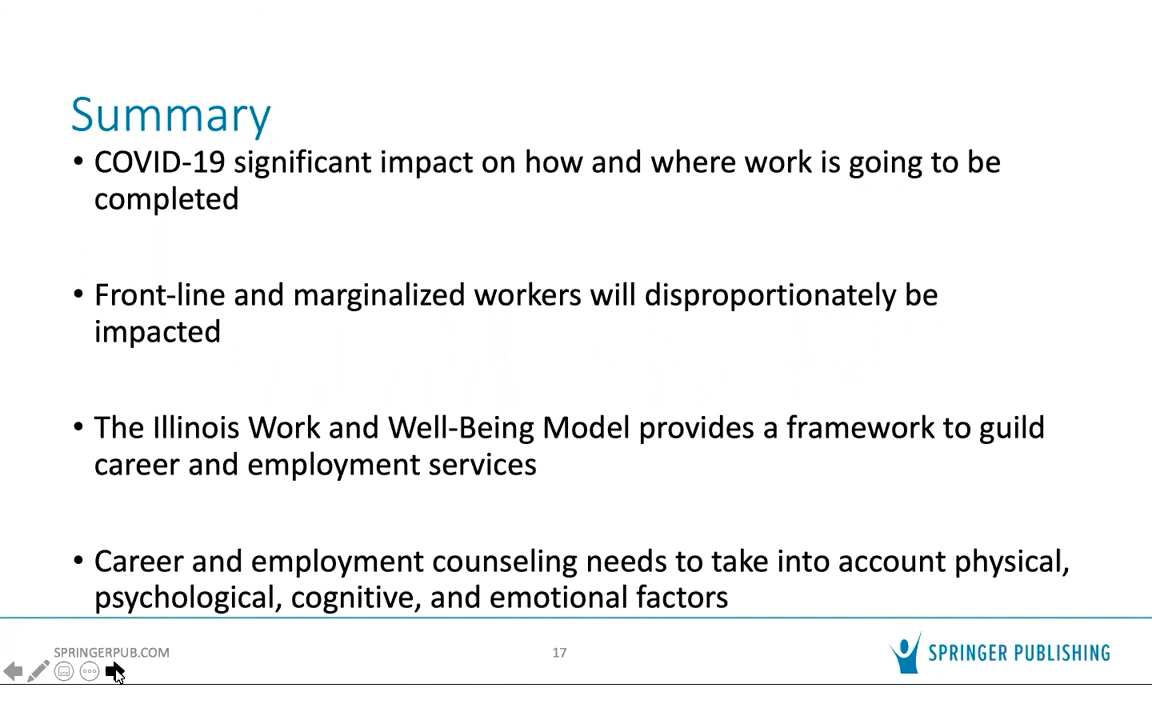 Summary
• COVID-19 significant impact on how and where work is going to be
completed
• Front-line and marginalized workers will disproportionately be
impacted
• The Illinois Work and Well-Being Model provides a framework to guild
career and employment services
• Career and employment counseling needs to take into account physical,
psychological, cognitive, and emotional factors
SPRINGERPUB.COM
17
SPRINGER PUBLISHING